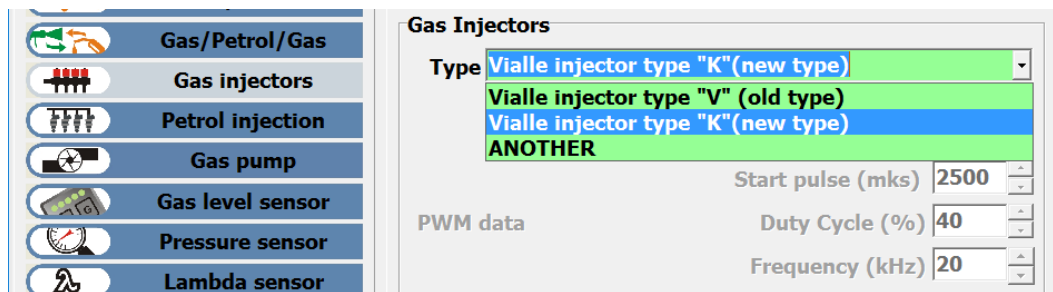 Gas/Petrol/Gas
Gas injectors
Petrol injection
Gas pump
Gas level sensor
Pressure sensor
Lambda sensor
Gas Injectors
Type Vialle injector type "K"(new type)
Vialle injector type "V" (old type)
Vialle injector type "K"(new type)
ANOTHER
Start pulse (mks) 2500
PWM data Duty Cycle (%) 40
Frequency (kHz) 20